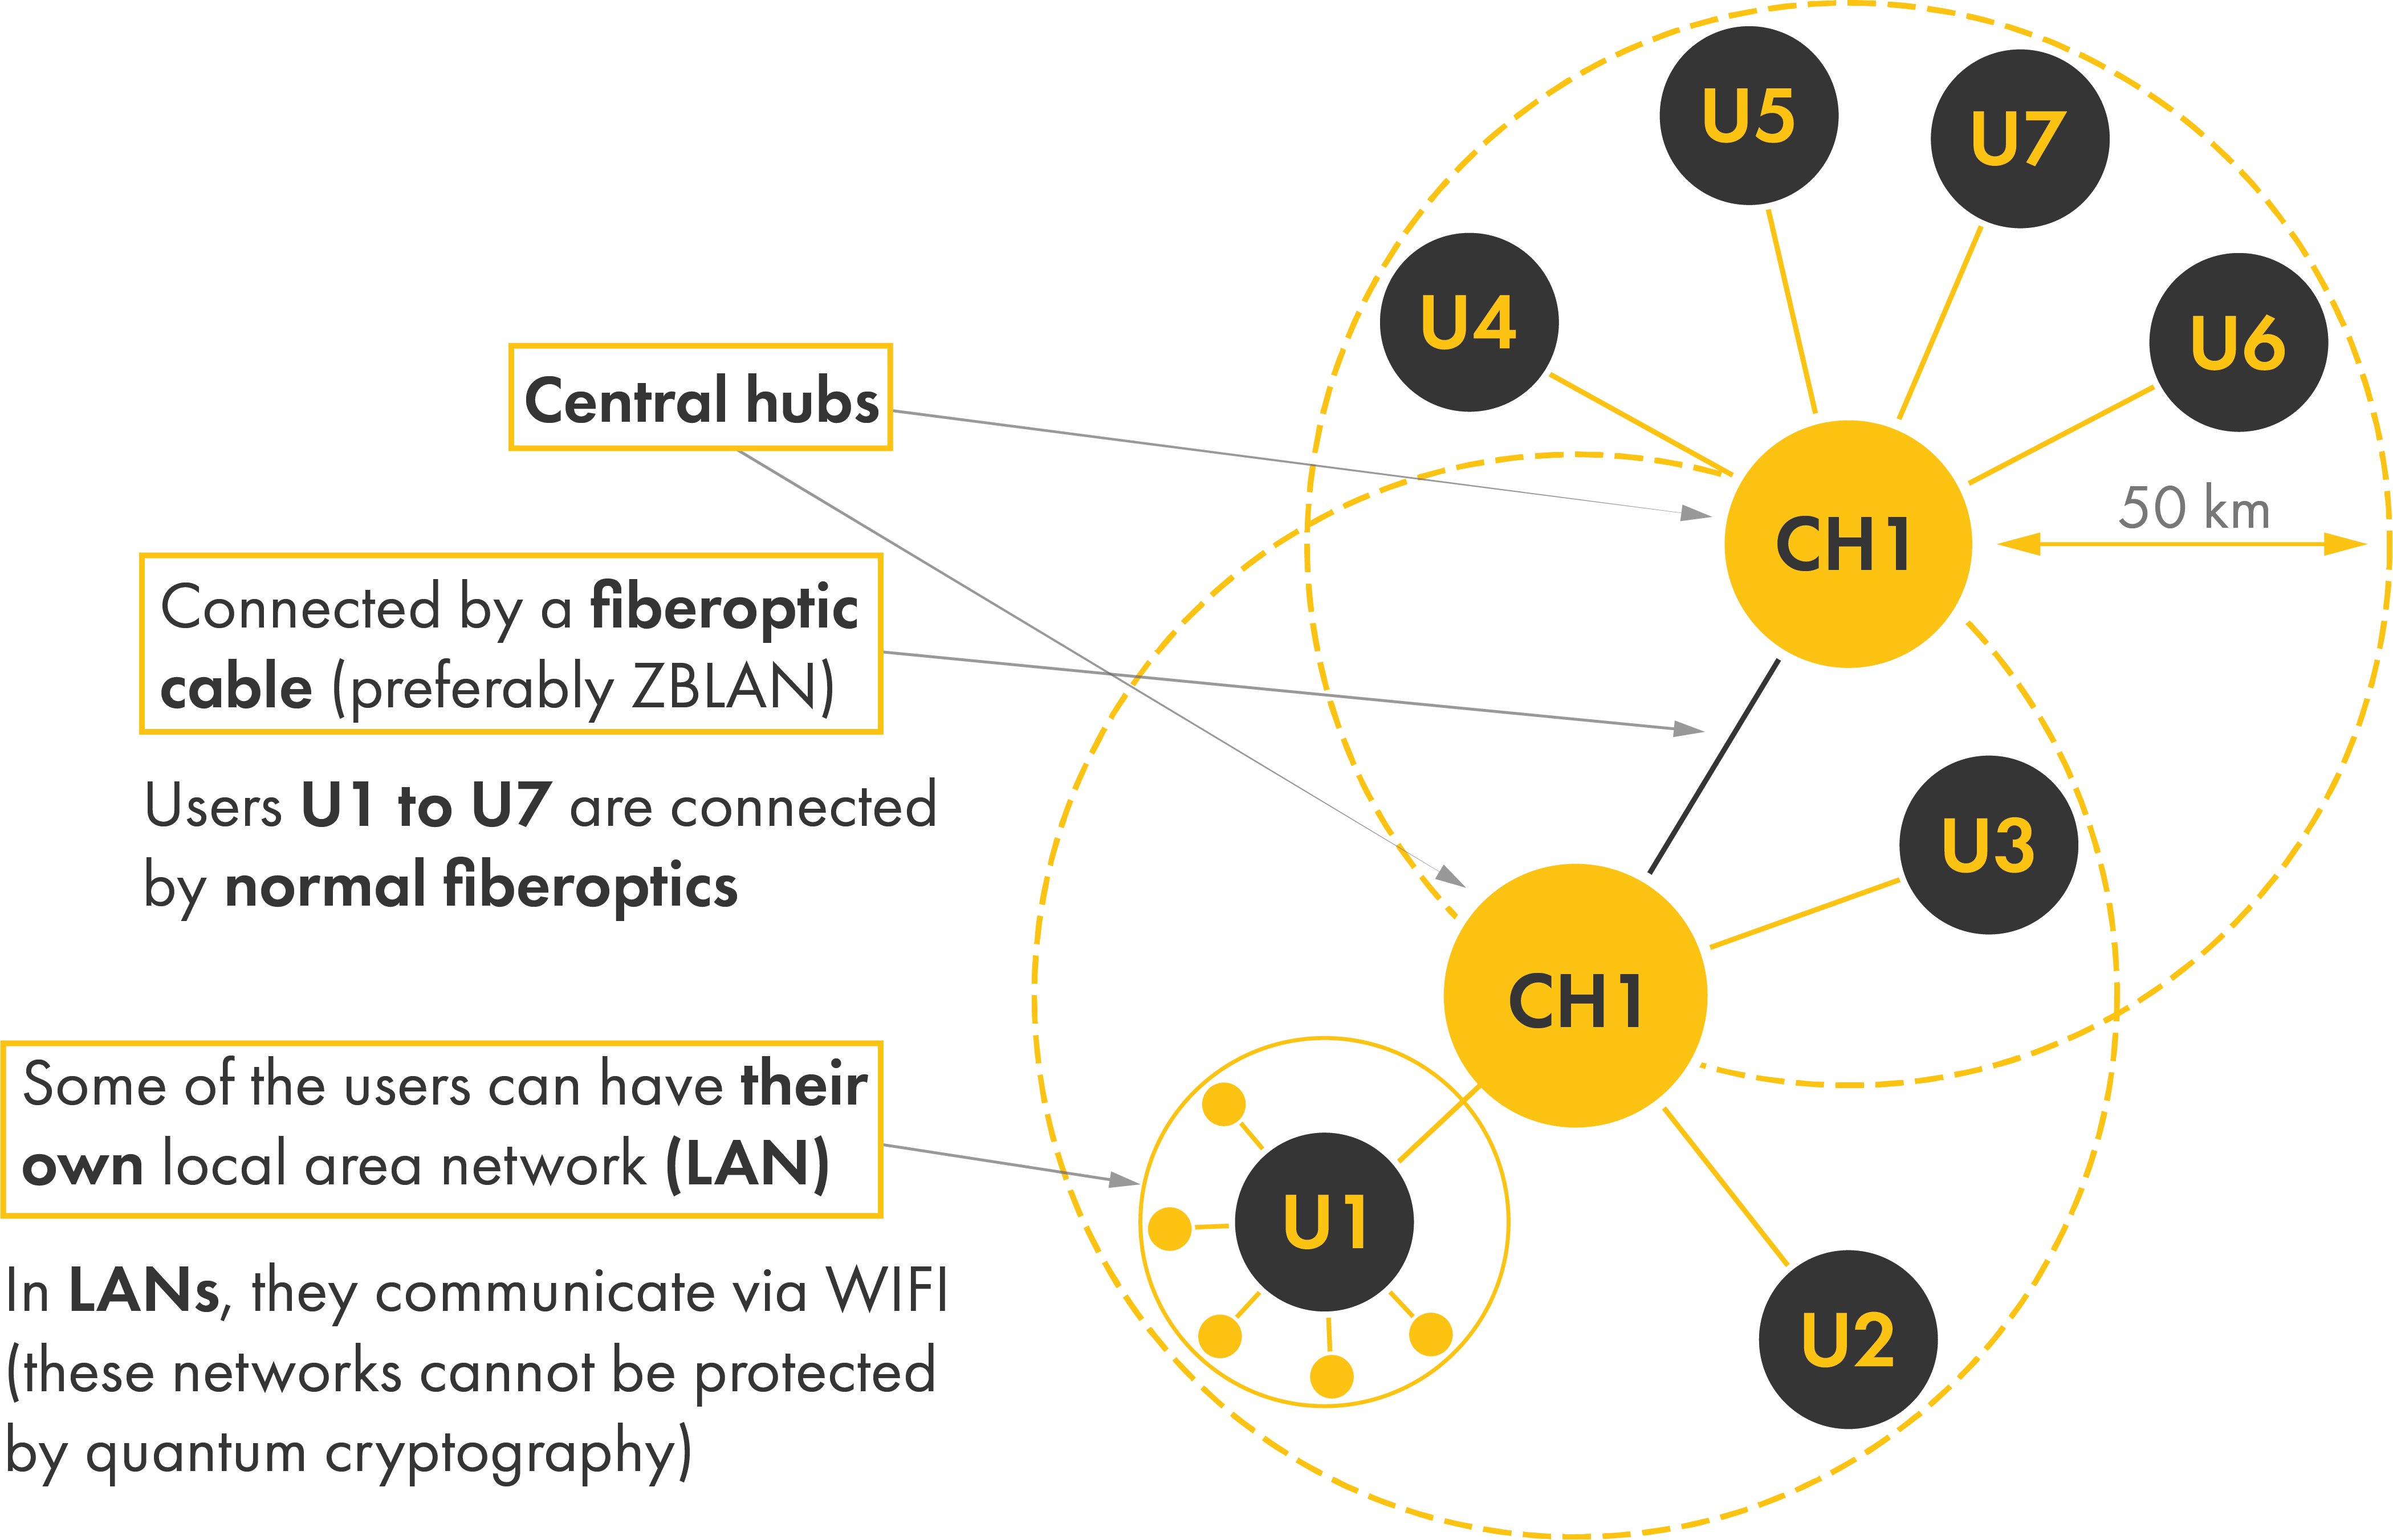 U5
U7
U4
U6
Central hubs
50 km
CH1
Connected by a fiberoptic
cable (preferably ZBLAN)
Users U1 to U7 are connected
by normal fiberoptics
U3
CH1
Some of the users can have their
own local area network (LAN)
U1
In LANs, they communicate via WIFI
(these networks cannot be protected
by quantum cryptography)
U2